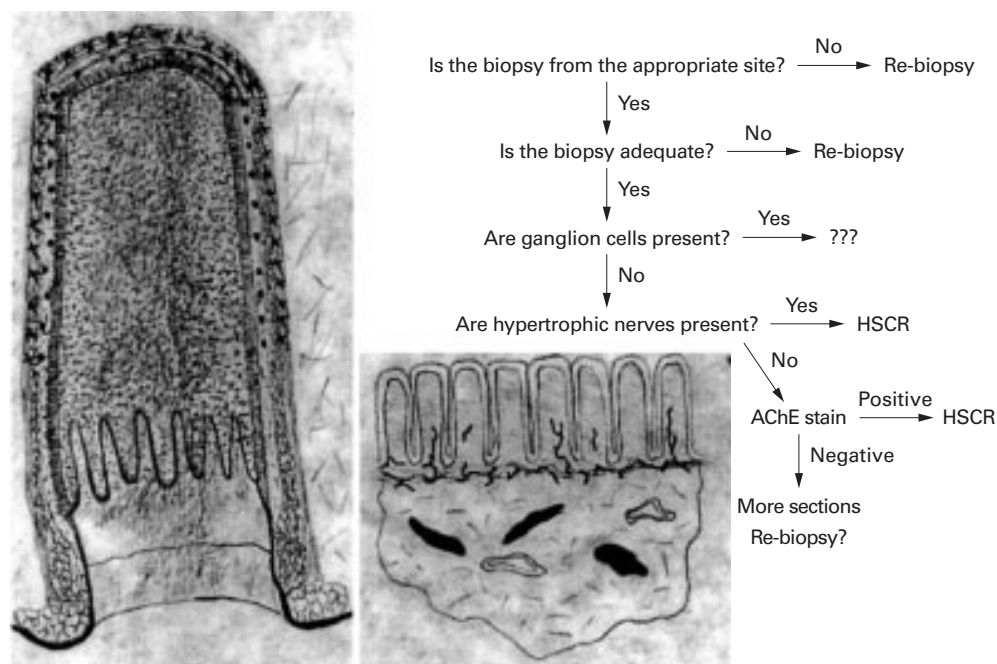 Is the biopsy from the appropriate site? No Re-biopsy
Yes
Is the biopsy adequate? No Re-biopsy
Yes
Are ganglion cells present? Yes ???
No
Are hypertrophic nerves present? Yes HSCR
No
AChE stain Positive HSCR
Negative
More sections
Re-biopsy?